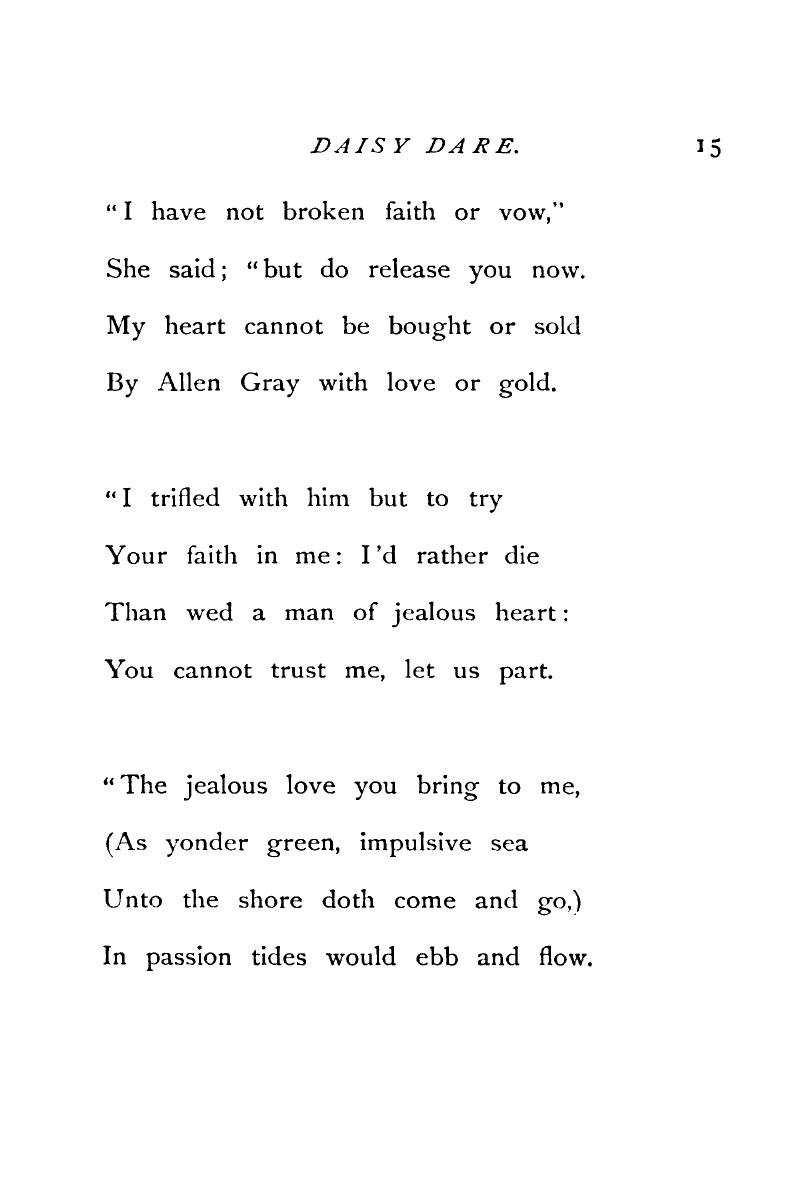 DAISY DARE. 15
“I have not broken faith or vow,”
She said; “but do release you now.
My heart cannot be bought or sold
By Allen Gray with love or gold.
“I trifled with him but to try
Your faith in me: I’d rather die
Than wed a man of jealous heart:
You cannot trust me, let us part.
“The jealous love you bring to me,
(As yonder green, impulsive sea
Unto the shore doth come and go,)
In passion tides would ebb and flow.